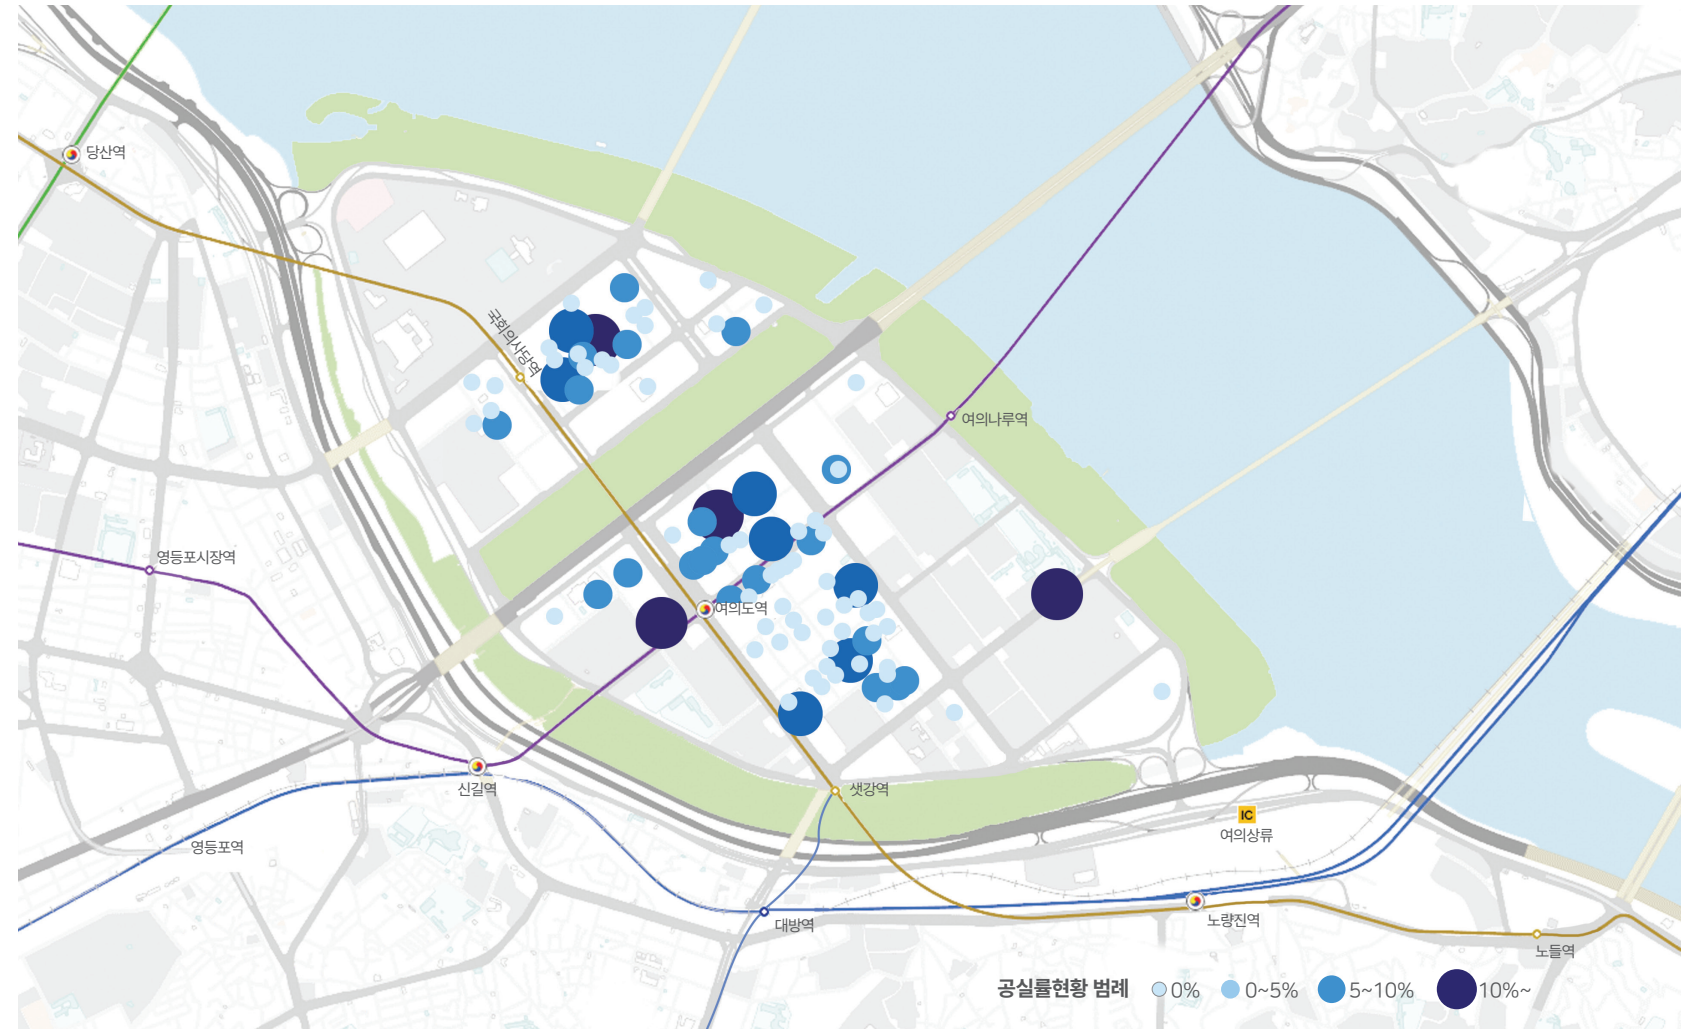 당산역
국회의사당역
여의나루역
영등포시장역
여의도역
신길역
샛강역
영등포역
IC
여의상류
대방역
노량진역
노들역
공실률현황 범례 0% 0~5% 5~10% 10%~